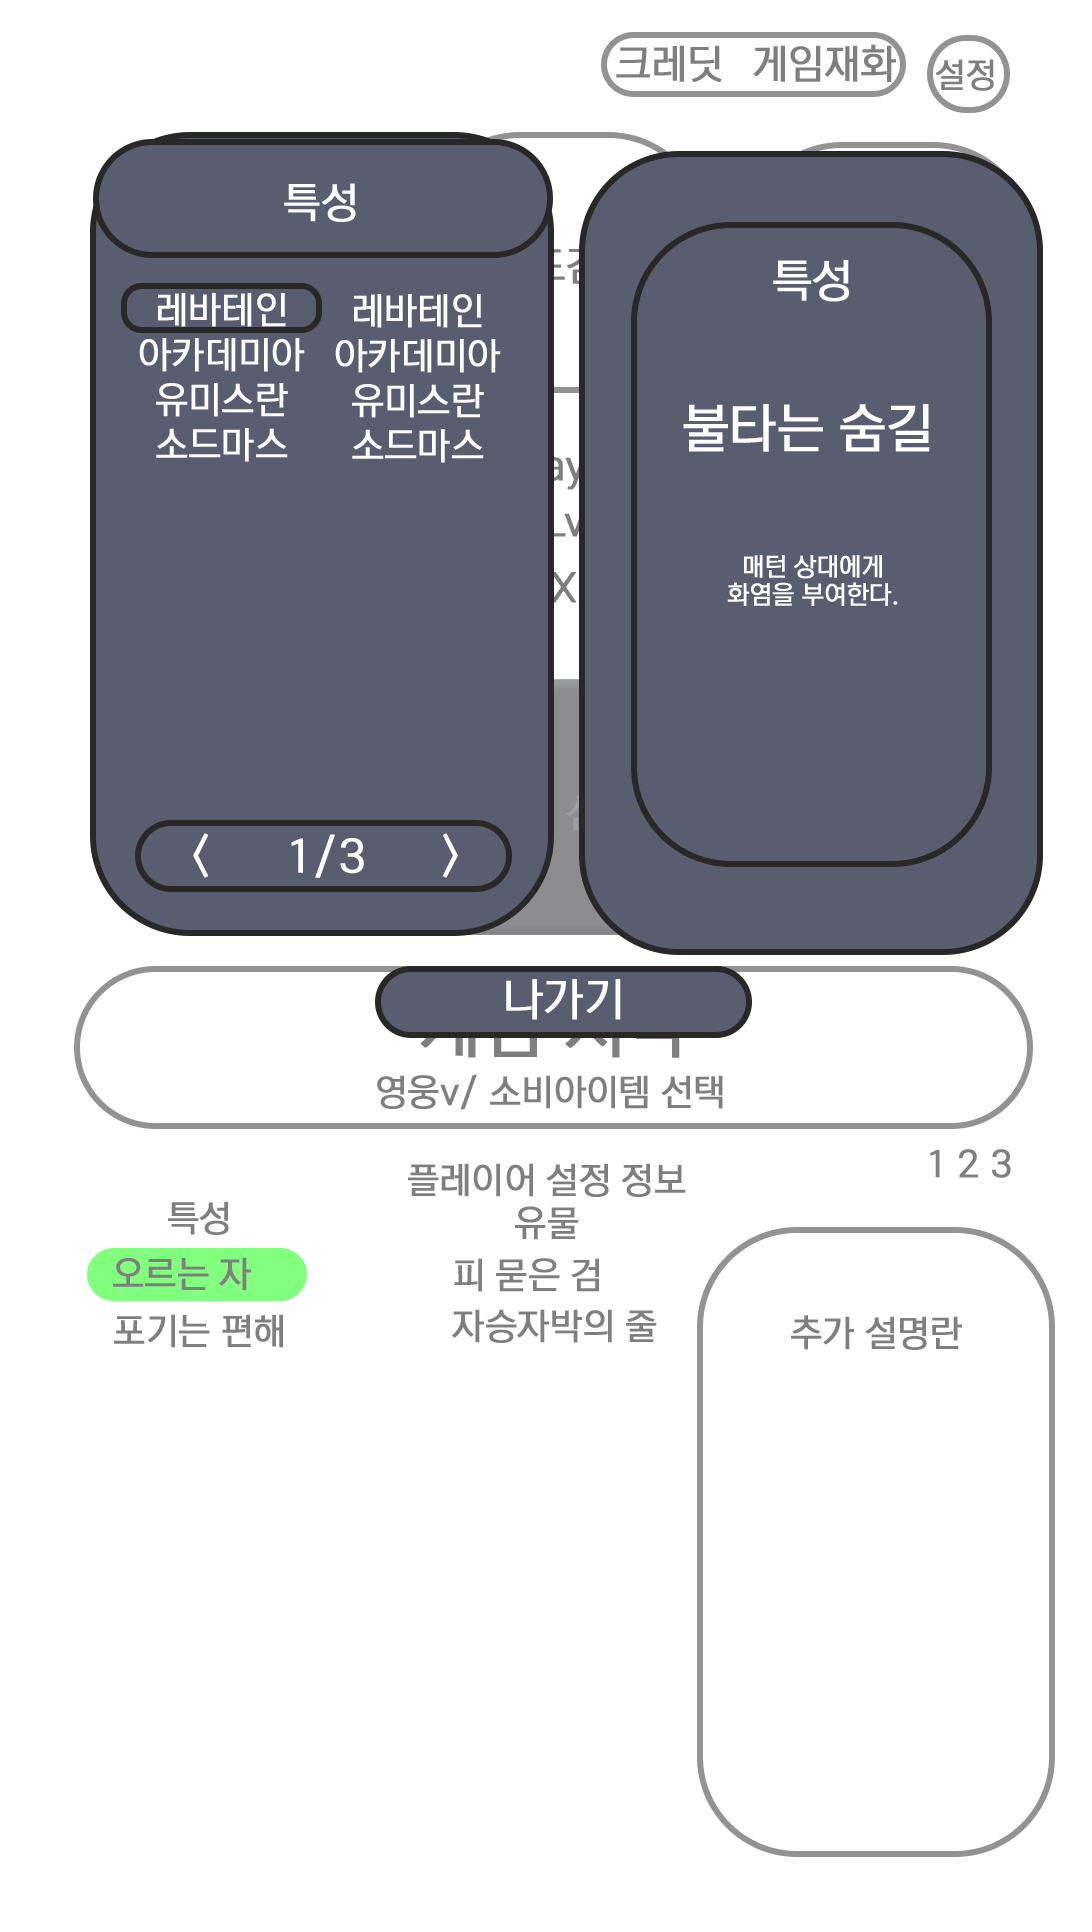 크레딧 게임재화
설정
특성
레바테인 레바테인
아카데미아 아카데미아
유미스란 유미스란
소드마스 소드마스
〈 1/3 〉
특성
불타는 숨길
매턴 상대에게
화염을 부여한다.
나가기
영웅v/ 소비아이템 선택
1 2 3
플레이어 설정 정보
특성
유물
오르는 자
피 묻은 검
포기는 편해
자승자박의 줄
추가 설명란